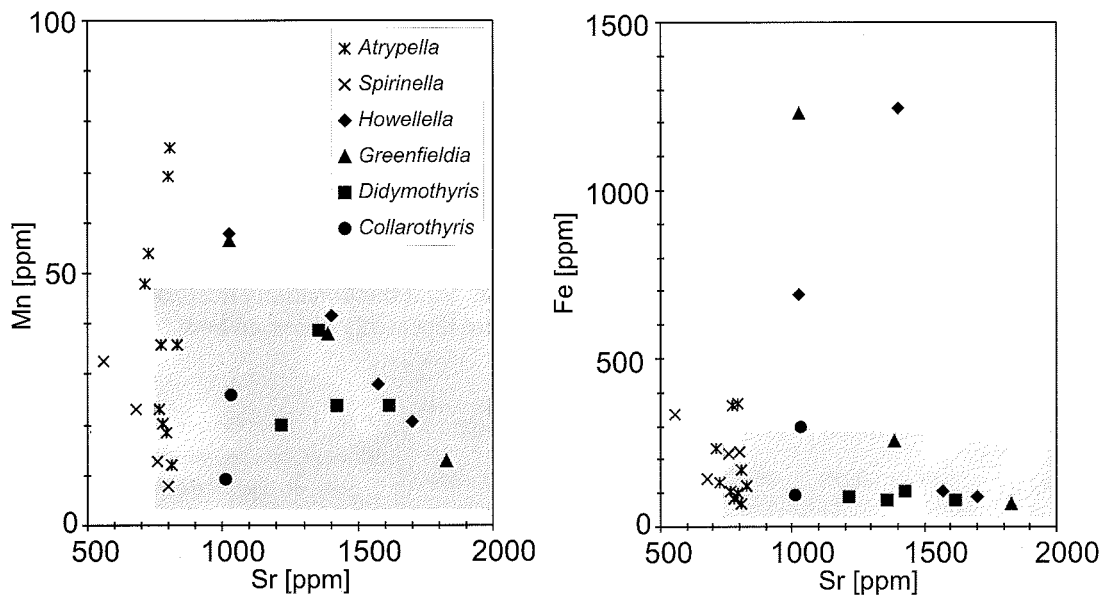 100
50
0
Mn [ppm]
500 1000 1500 2000
Sr [ppm]
Atrypella
Spirinella
Howellella
Greenfieldia
Didymothyris
Collarothyris
1500
1000
500
0
Fe [ppm]
500 1000 1500 2000
Sr [ppm]